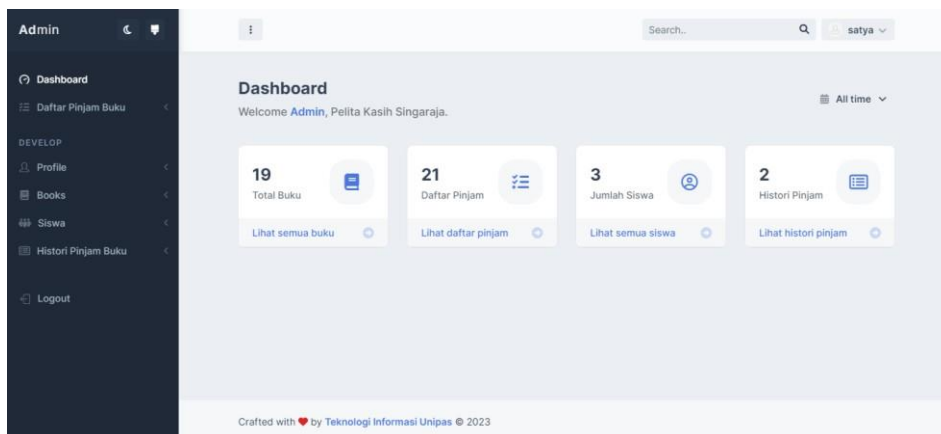 Admin
Search..
satya
Dashboard
Daftar Pinjam Buku
DEVELOP
Profile
Books
Siswa
Histori Pinjam Buku
Logout
Dashboard
Welcome Admin, Pelita Kasih Singaraja.
All time
19
Total Buku
Lihat semua buku
21
Daftar Pinjam
Lihat daftar pinjam
3
Jumlah Siswa
Lihat semua siswa
2
Histori Pinjam
Lihat histori pinjam
Crafted with ❤ by Teknologi Informasi Unipas © 2023